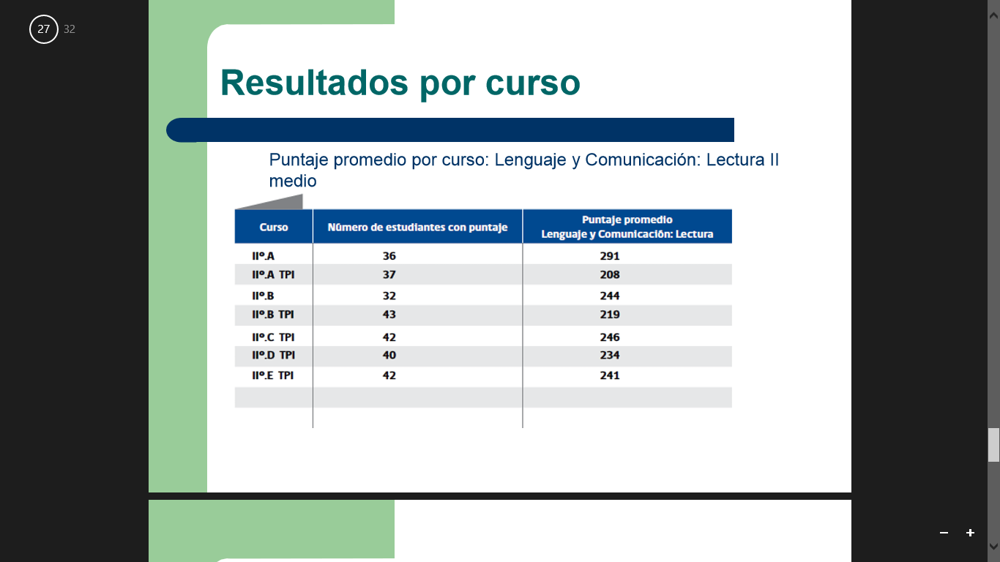 27 32
Resultados por curso
Puntaje promedio por curso: Lenguaje y Comunicación: Lectura II
medio
Curso Número de estudiantes con puntaje Puntaje promedio Lenguaje y Comunicación: Lectura
IIº.A 36 291
IIº.A TPI 37 208
IIº.B 32 244
IIº.B TPI 43 219
IIº.C TPI 42 246
IIº.D TPI 40 234
IIº.E TPI 42 241